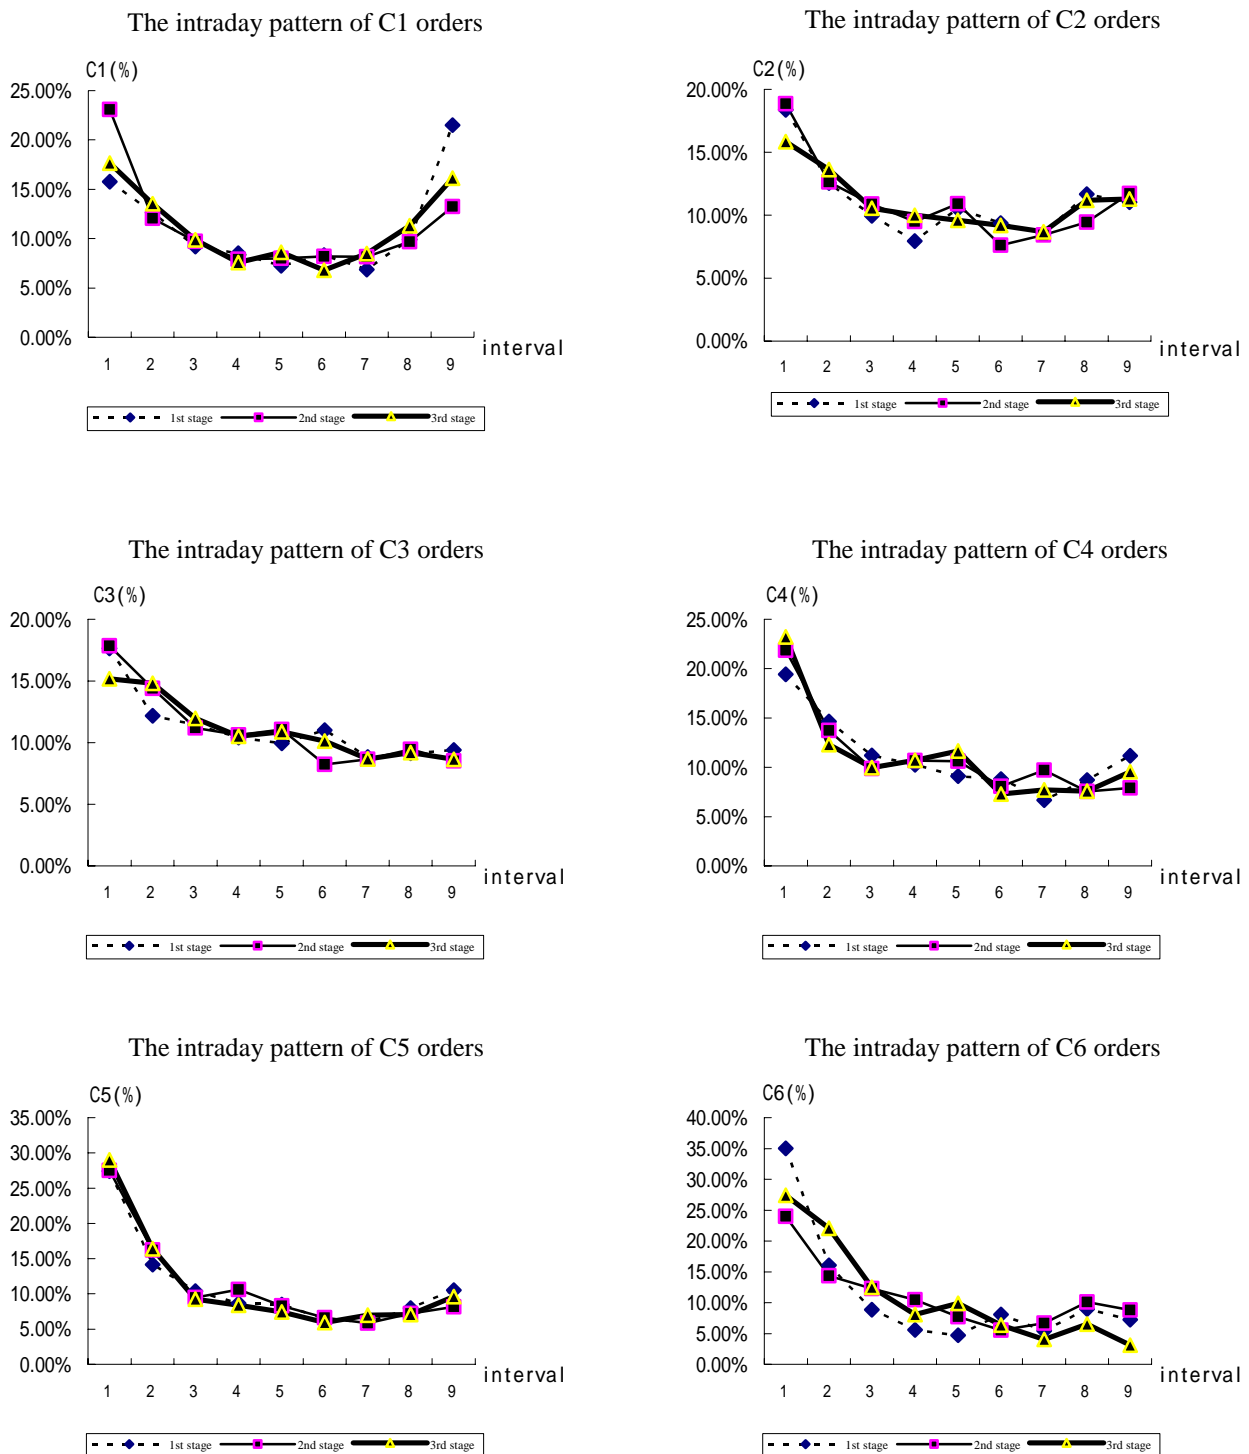 The intraday pattern of C1 orders
C1(%)
25.00%
20.00%
15.00%
10.00%
5.00%
0.00%
1 2 3 4 5 6 7 8 9
interval
1st stage 2nd stage 3rd stage
The intraday pattern of C2 orders
C2(%)
20.00%
15.00%
10.00%
5.00%
0.00%
1 2 3 4 5 6 7 8 9
interval
1st stage 2nd stage 3rd stage
The intraday pattern of C3 orders
C3(%)
20.00%
15.00%
10.00%
5.00%
0.00%
1 2 3 4 5 6 7 8 9
interval
1st stage 2nd stage 3rd stage
The intraday pattern of C4 orders
C4(%)
25.00%
20.00%
15.00%
10.00%
5.00%
0.00%
1 2 3 4 5 6 7 8 9
interval
1st stage 2nd stage 3rd stage
The intraday pattern of C5 orders
C5(%)
35.00%
30.00%
25.00%
20.00%
15.00%
10.00%
5.00%
0.00%
1 2 3 4 5 6 7 8 9
interval
1st stage 2nd stage 3rd stage
The intraday pattern of C6 orders
C6(%)
40.00%
35.00%
30.00%
25.00%
20.00%
15.00%
10.00%
5.00%
0.00%
1 2 3 4 5 6 7 8 9
interval
1st stage 2nd stage 3rd stage